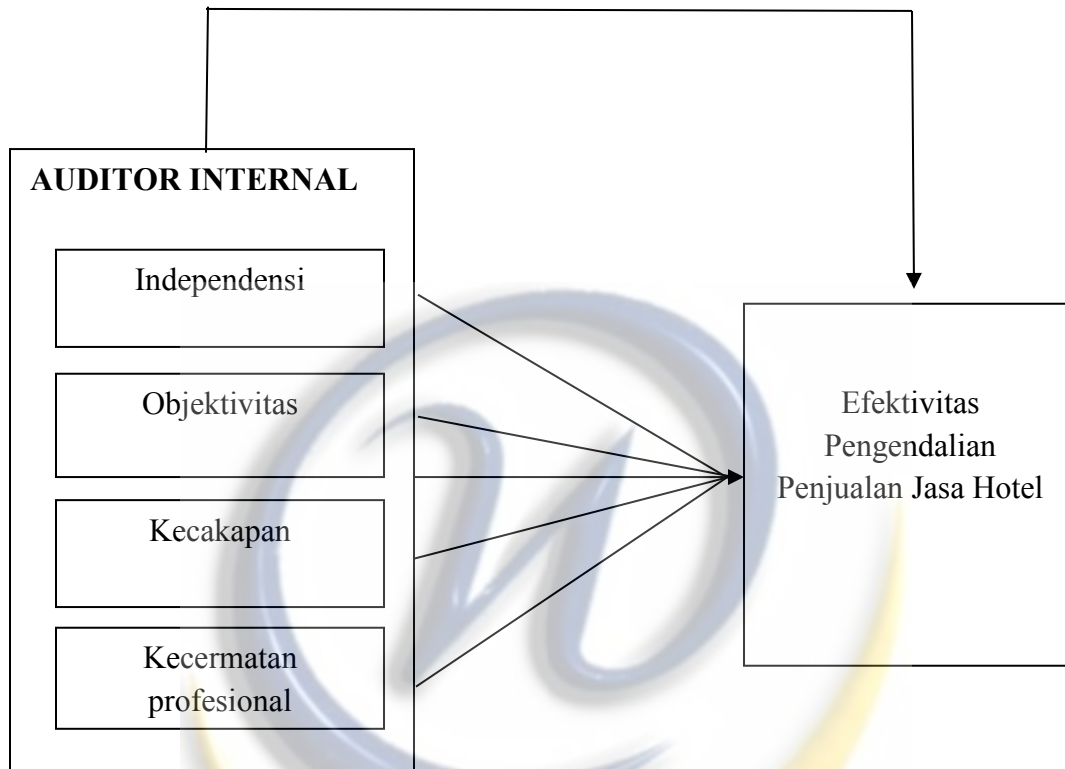 AUDITOR INTERNAL
Independensi
Objektivitas
Kecakapan
Kecermatan
profesional
Efektivitas
Pengendalian
Penjualan Jasa Hotel